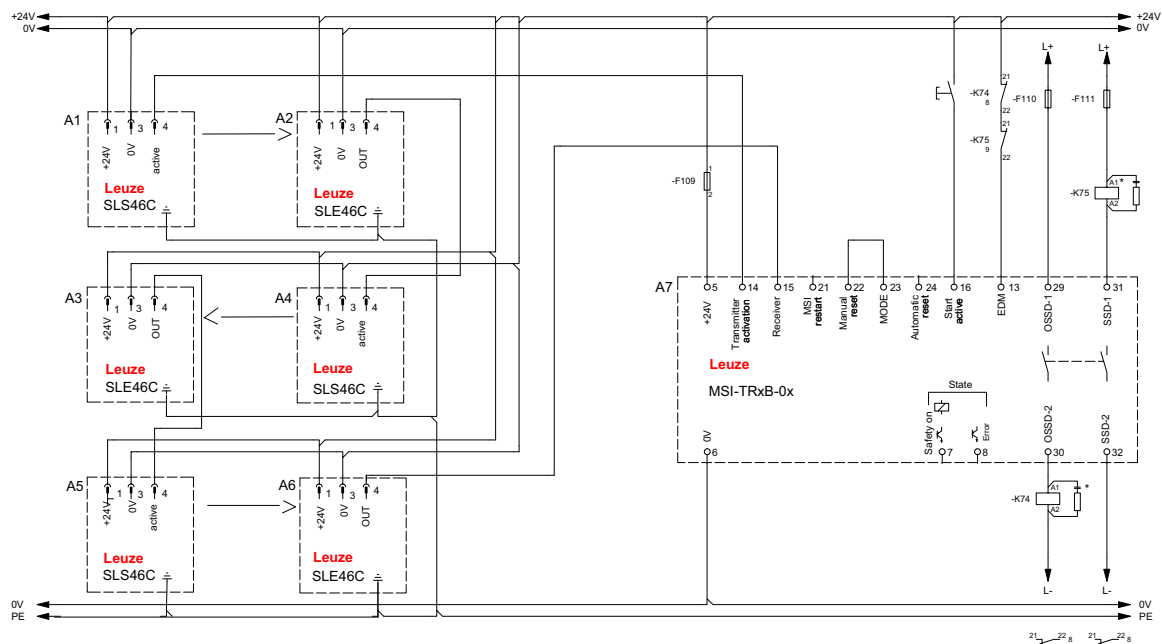 +24V
0V
+24V
0V
L+
L+
-K74
8
21
22
-F110
-F111
-K75
9
21
22
A1
1
3
4
+24V
0V
active
Leuze
SLS46C
A2
1
3
4
+24V
0V
OUT
Leuze
SLE46C
-F109
1
2
-K75
A1
*
A2
A3
1
3
4
+24V
0V
OUT
Leuze
SLE46C
A4
1
3
4
+24V
0V
active
Leuze
SLS46C
A7
5
14
15
21
22
23
24
16
13
29
31
+24V
Transmitter
activation
Receiver
MSI
restart
Manual
reset
MODE
Automatic
reset
Start
active
EDM
OSSD-1
SSD-1
Leuze
MSI-TRxB-0x
State
Safety on
Error
0V
OSSD-2
SSD-2
6
7
8
30
32
A5
1
3
4
+24V
0V
active
Leuze
SLS46C
A6
1
3
4
+24V
0V
OUT
Leuze
SLE46C
-K74
A1
*
A2
L-
L-
0V
PE
0V
PE
21
22
8
21
22
8